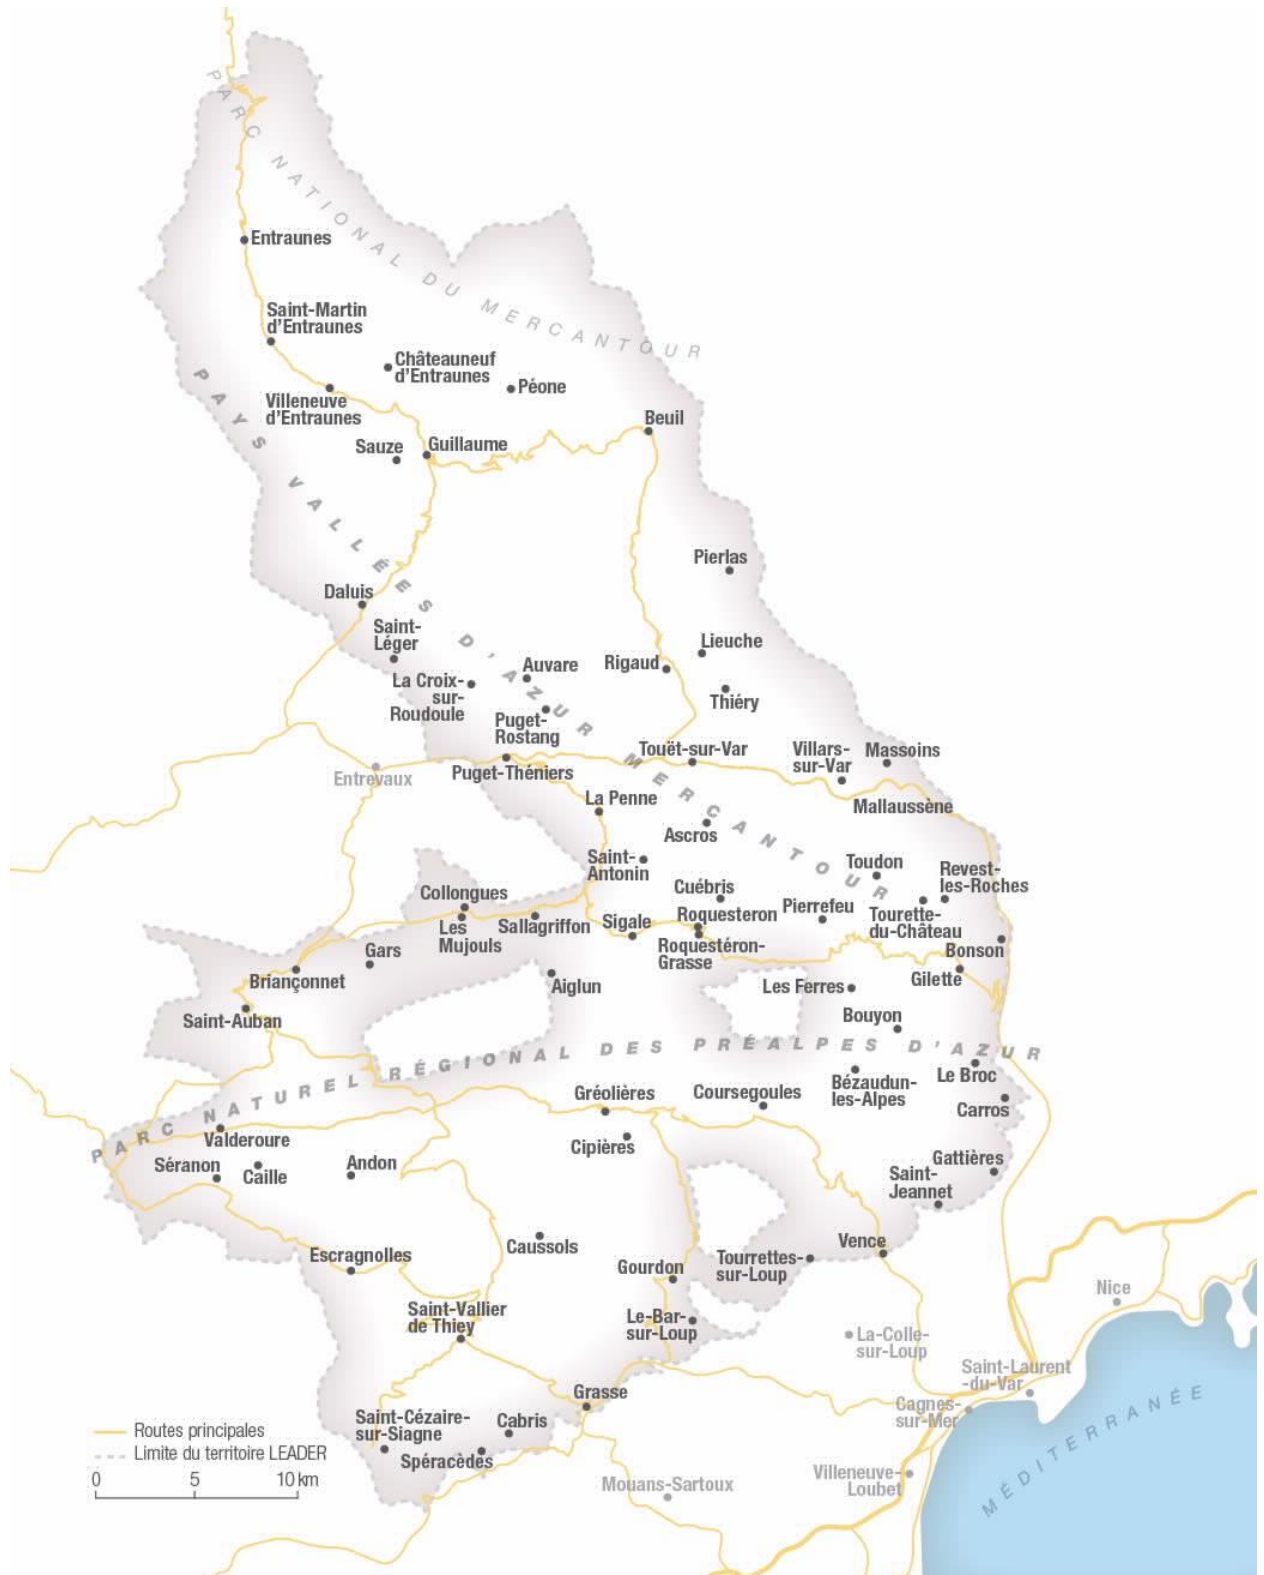 PARC NATIONAL DU MERCANTOUR
Entraunes
Saint-Martin
d'Entraunes
Châteauneuf
d'Entraunes
Péone
PAYS VALLÉES D'AZUR MERCANTOUR
Villeneuve
d'Entraunes
Beuil
Sauze
Guillaume
Pierlas
Daluis
Saint-
Léger
Lieuche
Auvare
Rigaud
La Croix-
sur-
Roudoule
Thiéry
Puget-
Rostang
Touët-sur-Var
Villars-
sur-Var
Massoins
Entrevaux
Puget-Théniers
La Penne
Mallaussène
Ascros
Saint-
Antonin
Toudon
Revest-
les-Roches
Cuébris
Collongues
Roquesteron
Pierrefeu
Tourette-
du-Château
Les
Mujouls
Sallagriffon
Sigale
Roquestéron-
Grasse
Bonson
Gars
Briançonnet
Aiglun
Les Ferres
Gilette
Saint-Auban
Bouyon
PARC NATUREL RÉGIONAL DES PRÉALPES D'AZUR
Bézaudun-
les-Alpes
Le Broc
Gréolières
Coursegoules
Carros
Valderoure
Cipières
Séranon
Caille
Andon
Gattières
Saint-
Jeannet
Escragnolles
Caussols
Vence
Gourdon
Tourrettes-
sur-Loup
Nice
Saint-Vallier
de Thiey
Le-Bar-
sur-Loup
La-Colle-
sur-Loup
Saint-Laurent
-du-Var
Grasse
Cagnes-
sur-Mer
MÉDITERRANÉE
Saint-Cézaire-
sur-Siagne
Cabris
Spéracèdes
Villeneuve-
Loubet
Mouans-Sartoux
Routes principales
Limite du territoire LEADER
0 5 10 km